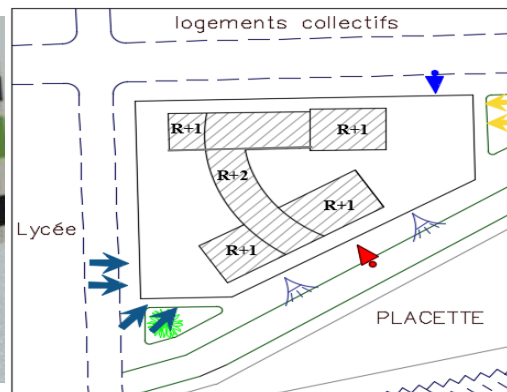 logements collectifs
R+1
R+1
R+2
R+1
R+1
Lycée
PLACETTE